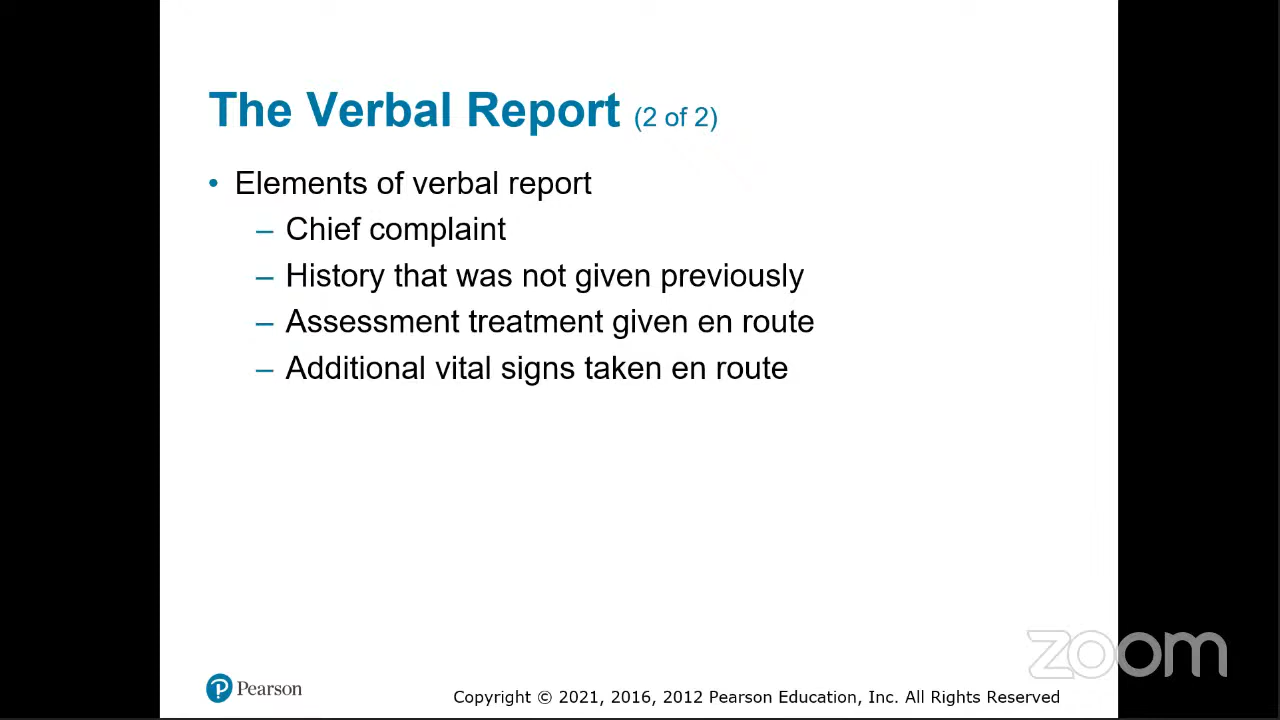 The Verbal Report (2 of 2)
• Elements of verbal report
– Chief complaint
– History that was not given previously
– Assessment treatment given en route
– Additional vital signs taken en route
zoom
Pearson
Copyright © 2021, 2016, 2012 Pearson Education, Inc. All Rights Reserved